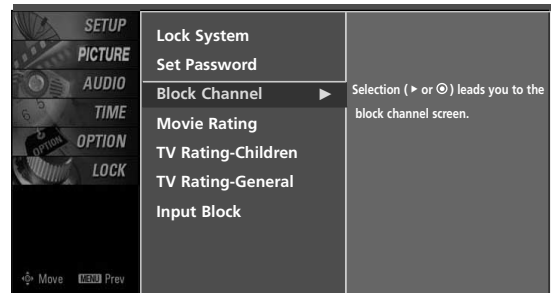 SETUP
PICTURE
AUDIO
TIME
OPTION
LOCK
Move MENU Prev
Lock System
Set Password
Block Channel ▶
Movie Rating
TV Rating-Children
TV Rating-General
Input Block
Selection (▶ or ◉) leads you to the
block channel screen.